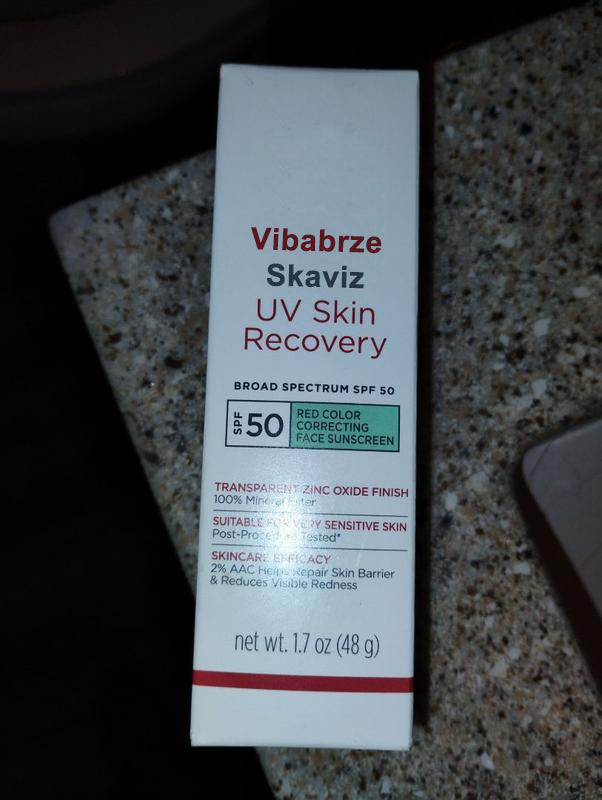 Vibabrze
Skaviz
UV Skin
Recovery
BROAD SPECTRUM SPF 50
SPF 50
RED COLOR
CORRECTING
FACE SUNSCREEN
TRANSPARENT ZINC OXIDE FINISH
100% Mineral Filter
SUITABLE FOR VERY SENSITIVE SKIN
Post-Procedure Tested*
SKINCARE EFFICACY
2% AAC Helps Repair Skin Barrier
& Reduces Visible Redness
net wt. 1.7 oz (48 g)